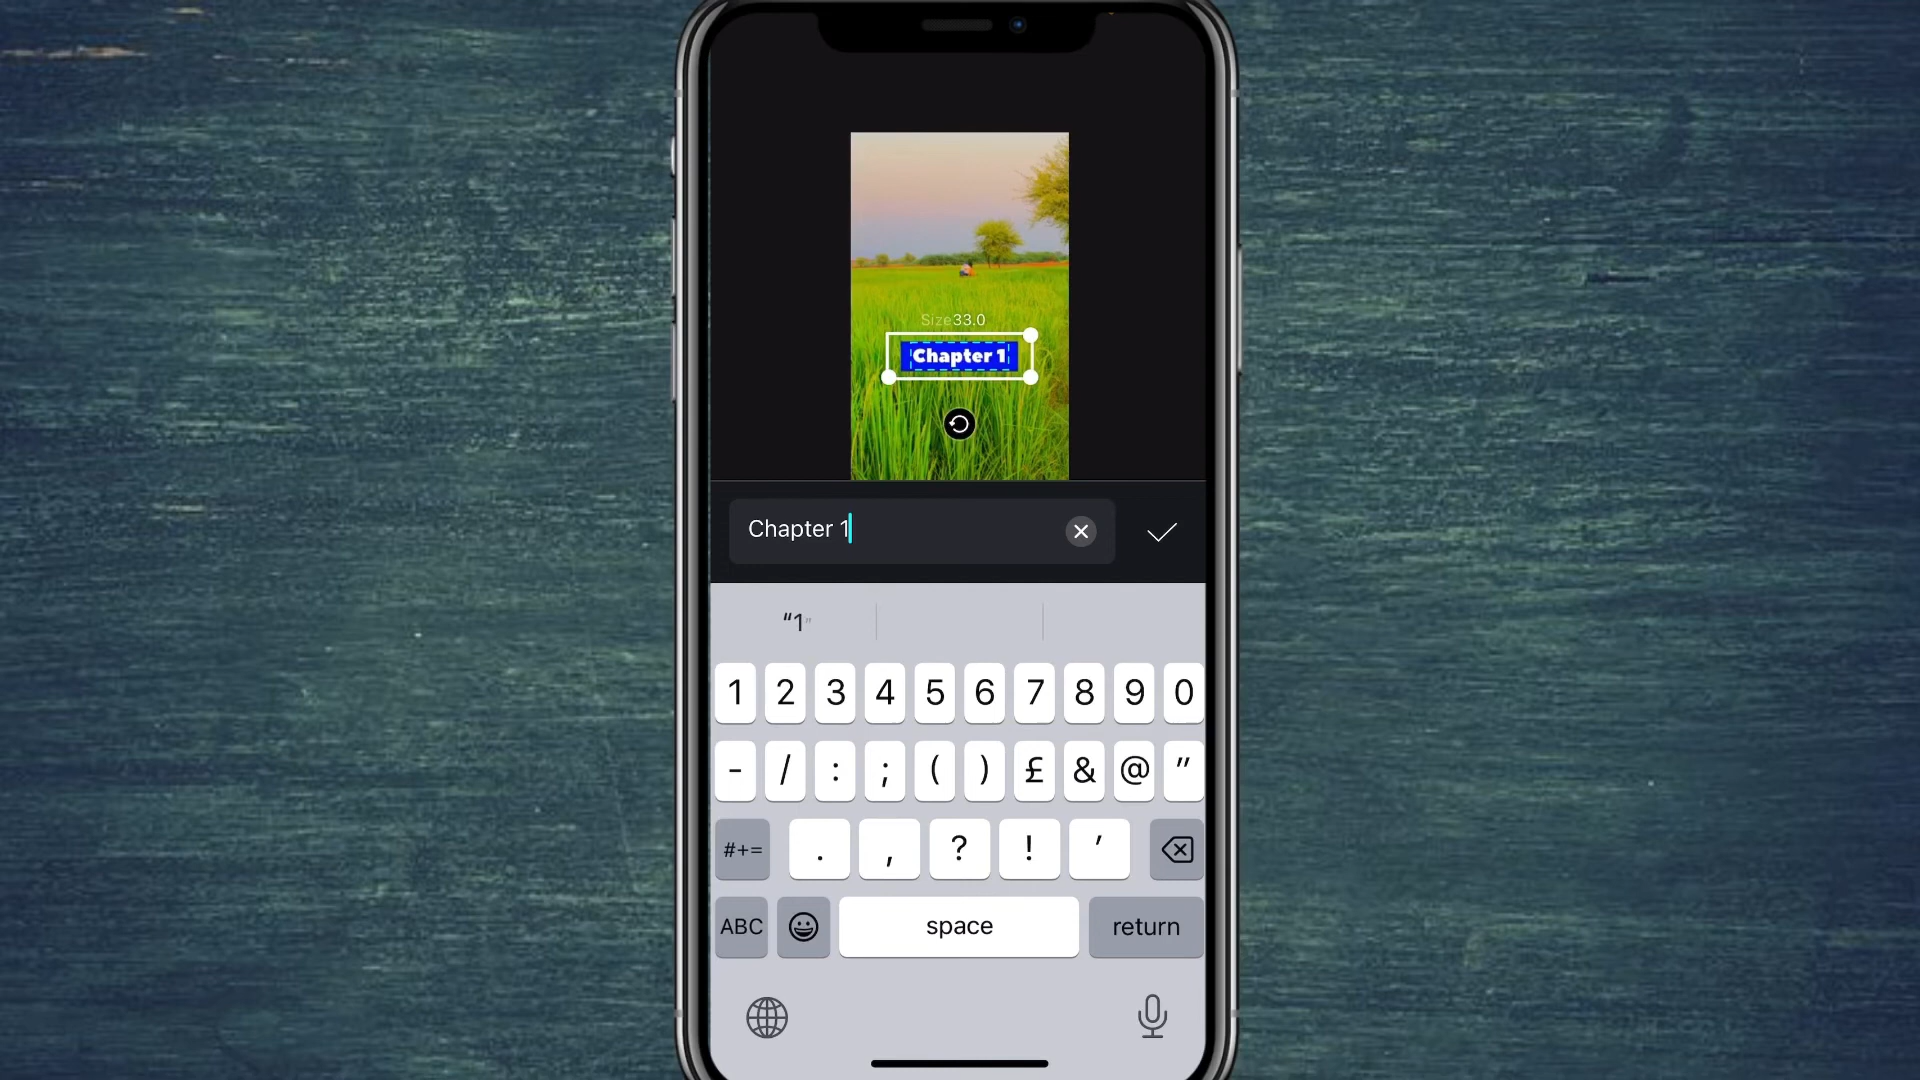 Size33.0
Chapter 1
Chapter 1
“1”
1 2 3 4 5 6 7 8 9 0
- / : ; ( ) £ & @ "
#+= . , ? ! '
ABC space return